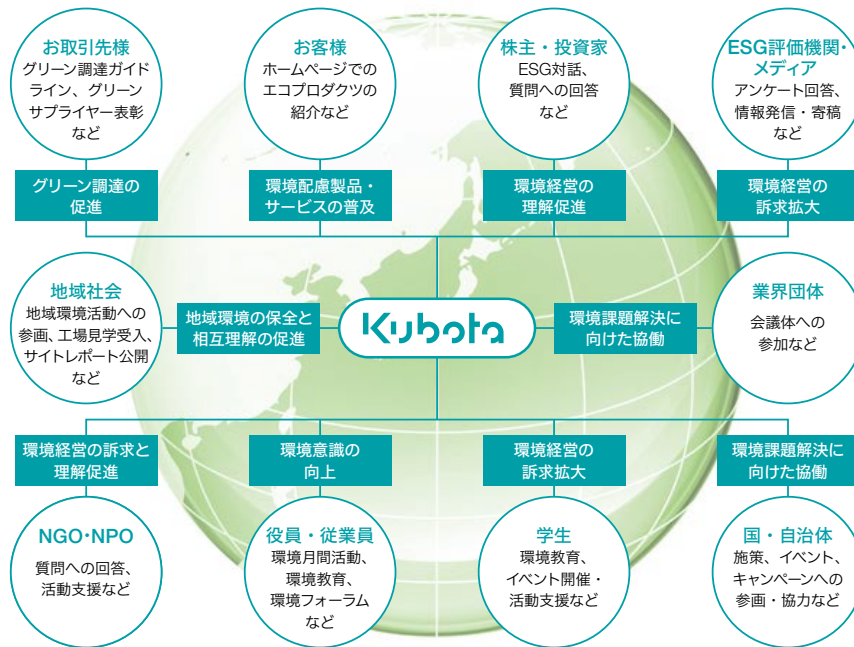 お取引先様
グリーン調達ガイド
ライン、グリーン
サプライヤー表彰
など
お客様
ホームページでの
エコプロダクツの
紹介など
株主・投資家
ESG対話、
質問への回答
など
ESG評価機関・
メディア
アンケート回答、
情報発信・寄稿
など
グリーン調達の
促進
環境配慮製品・
サービスの普及
環境経営の
理解促進
環境経営の
訴求拡大
地域社会
地域環境活動への
参画、工場見学受入、
サイトレポート公開
など
地域環境の保全と
相互理解の促進
Kubota
環境課題解決に
向けた協働
業界団体
会議体への
参加など
環境経営の訴求と
理解促進
環境意識の
向上
環境経営の
訴求拡大
環境課題解決に
向けた協働
NGO・NPO
質問への回答、
活動支援など
役員・従業員
環境月間活動、
環境教育、
環境フォーラム
など
学生
環境教育、
イベント開催・
活動支援など
国・自治体
施策、イベント、
キャンペーンへの
参画・協力など